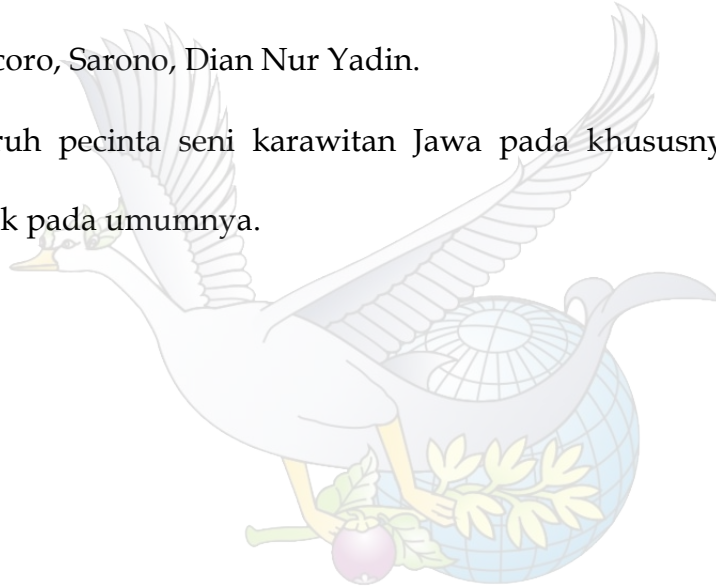 coro, Sarono, Dian Nur Yadin.
ruh pecinta seni karawitan Jawa pada khususny
k pada umumnya.